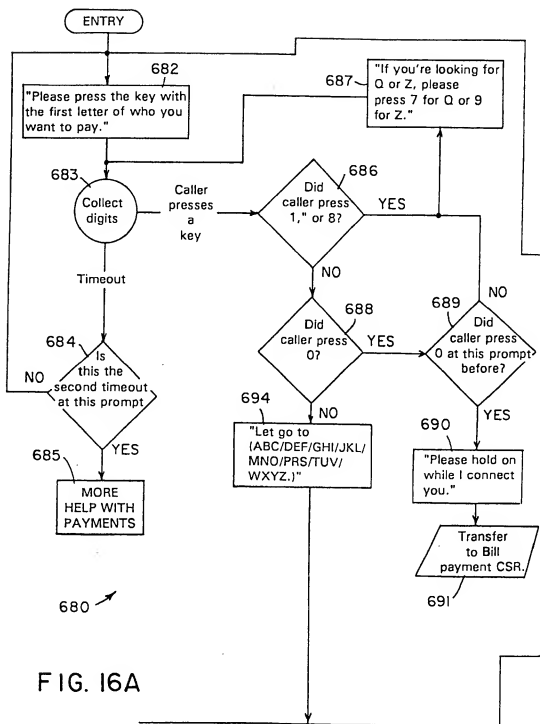 ENTRY
682
"Please press the key with
the first letter of who you
want to pay."
687
"If you're looking for
Q or Z, please
press 7 for Q or 9
for Z."
683
Collect
digits
Caller
presses
a
key
686
Did
caller press
1," or 8?
YES
NO
Timeout
684
Is
this the
second timeout
at this prompt
NO
YES
685
MORE
HELP WITH
PAYMENTS
688
Did
caller press
0?
YES
NO
689
Did
caller press
0 at this prompt
before?
NO
YES
694
"Let go to
(ABC/DEF/GHI/JKL/
MNO/PRS/TUV/
WXYZ.)"
690
"Please hold on
while I connect
you."
Transfer
to Bill
payment CSR.
691
680
FIG. 16A